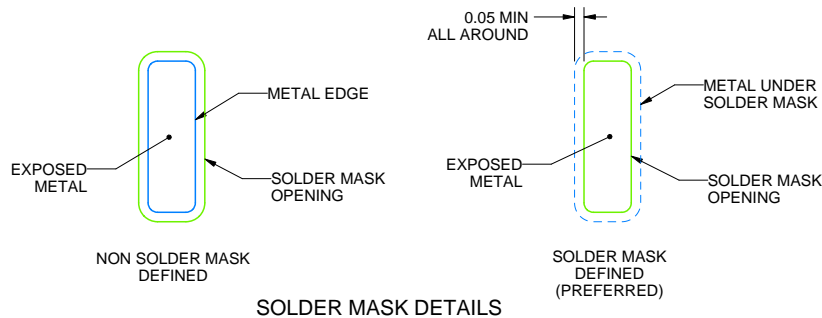 0.05 MIN
ALL AROUND
METAL EDGE
EXPOSED
METAL
SOLDER MASK
OPENING
NON SOLDER MASK
DEFINED
METAL UNDER
SOLDER MASK
EXPOSED
METAL
SOLDER MASK
OPENING
SOLDER MASK
DEFINED
(PREFERRED)
SOLDER MASK DETAILS